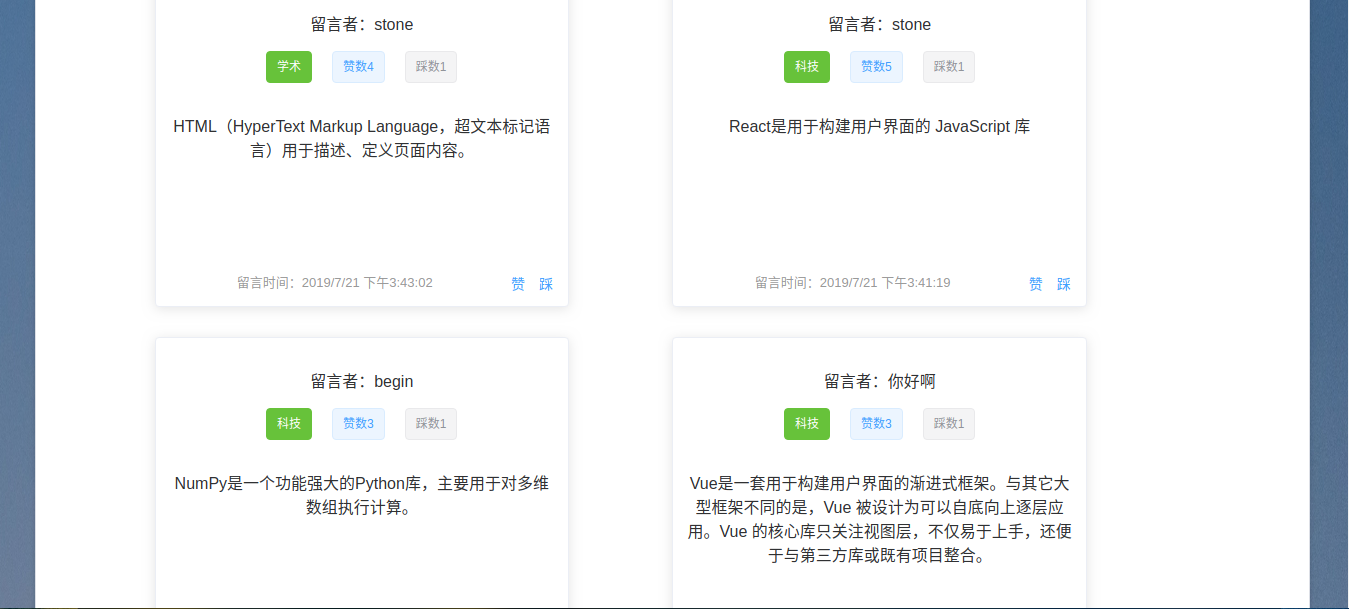 留言者：stone
学术 赞数4 踩数1
HTML（HyperText Markup Language，超文本标记语
言）用于描述、定义页面内容。
留言时间：2019/7/21 下午3:43:02 赞 踩
留言者：stone
科技 赞数5 踩数1
React是用于构建用户界面的 JavaScript 库
留言时间：2019/7/21 下午3:41:19 赞 踩
留言者：begin
科技 赞数3 踩数1
NumPy是一个功能强大的Python库，主要用于对多维
数组执行计算。
留言者：你好啊
科技 赞数3 踩数1
Vue是一套用于构建用户界面的渐进式框架。与其它大
型框架不同的是，Vue 被设计为可以自底向上逐层应
用。Vue 的核心库只关注视图层，不仅易于上手，还便
于与第三方库或既有项目整合。